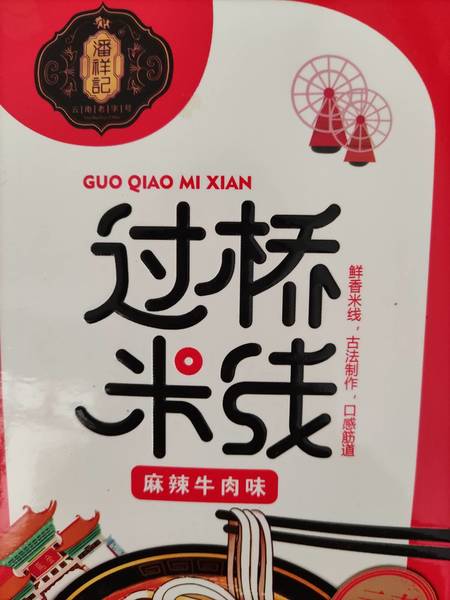 潘祥記
云南老字号
GUO QIAO MI XIAN
过桥
米线
鲜香米线，古法制作，口感筋道
麻辣牛肉味